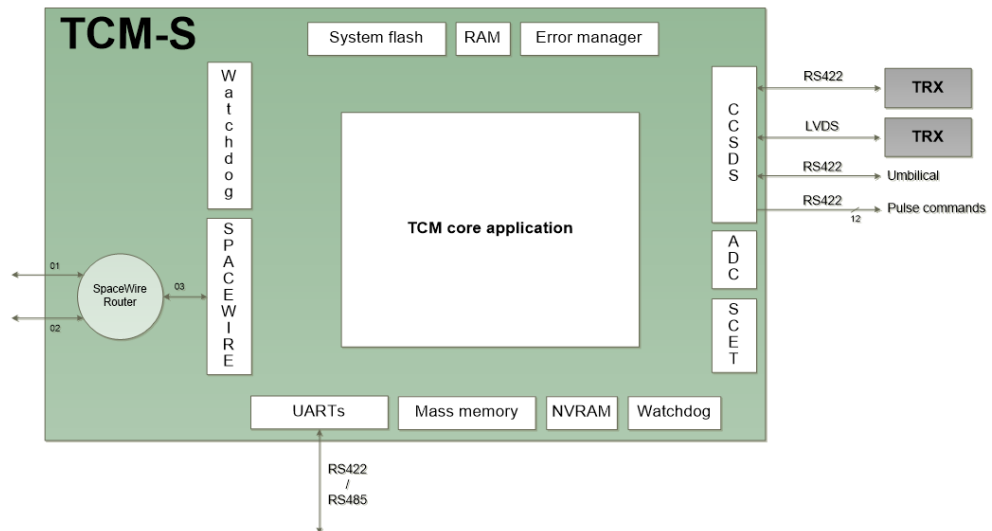 TCM-S
System flash
RAM
Error manager
Watchdog
SPACEWIRE
01
02
03
SpaceWire
Router
TCM core application
CCSDS
ADC
SCET
RS422
TRX
LVDS
TRX
RS422
Umbilical
RS422
12
Pulse commands
UARTs
Mass memory
NVRAM
Watchdog
RS422
/
RS485